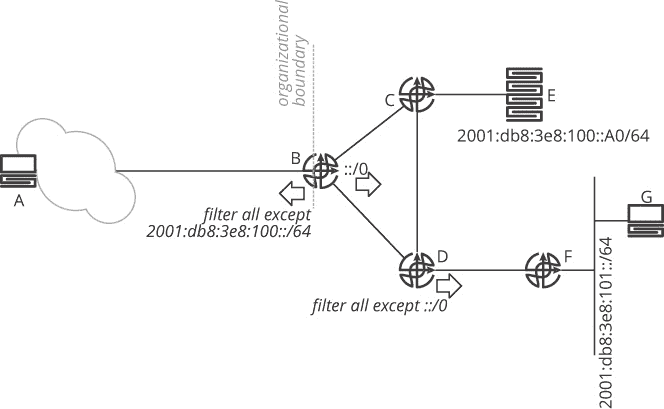 organizational
boundary
C
E
2001:db8:3e8:100::A0/64
B
::/0
A
filter all except
2001:db8:3e8:100::/64
G
D
F
filter all except ::/0
2001:db8:3e8:101::/64